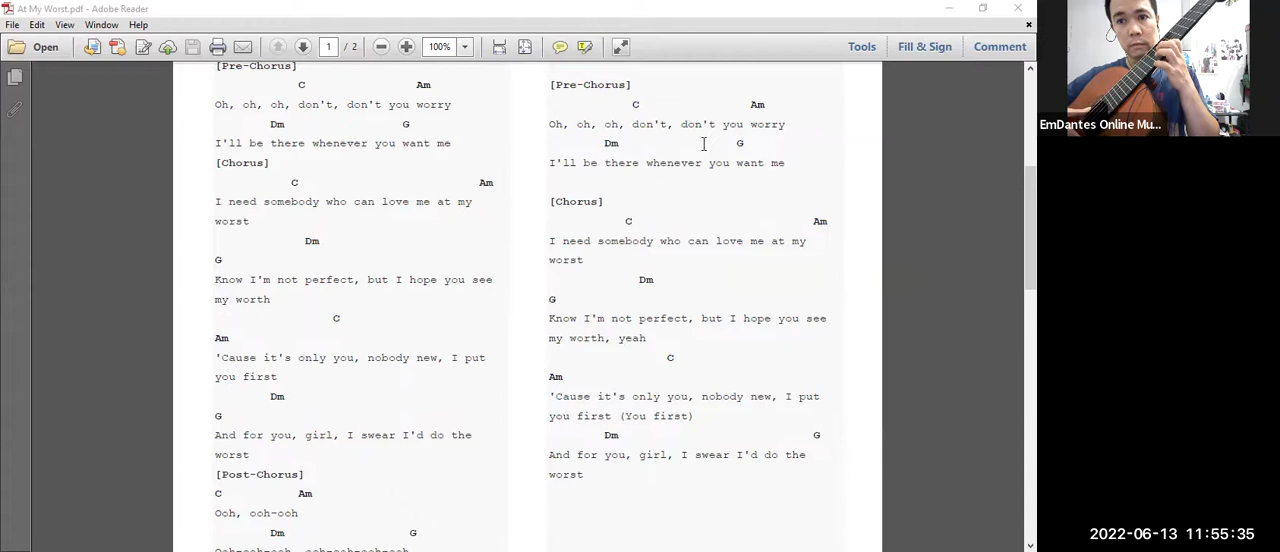 At My Worst.pdf - Adobe Reader
File Edit View Window Help
Open 1 / 2 100% Tools Fill & Sign Comment
[Pre-Chorus]
C Am
Oh, oh, oh, don't, don't you worry
Dm G
I'll be there whenever you want me
[Chorus]
C Am
I need somebody who can love me at my
worst
Dm
G
Know I'm not perfect, but I hope you see
my worth
C
Am
'Cause it's only you, nobody new, I put
you first
Dm
G
And for you, girl, I swear I'd do the
worst
[Post-Chorus]
C Am
Ooh, ooh-ooh
Dm G
Ooh-ooh-ooh, ooh-ooh-ooh-ooh
[Pre-Chorus]
C Am
Oh, oh, oh, don't, don't you worry
Dm G
I'll be there whenever you want me
[Chorus]
C Am
I need somebody who can love me at my
worst
Dm
G
Know I'm not perfect, but I hope you see
my worth, yeah
C
Am
'Cause it's only you, nobody new, I put
you first (You first)
Dm G
And for you, girl, I swear I'd do the
worst
EmDantes Online Mu...
2022-06-13 11:55:35